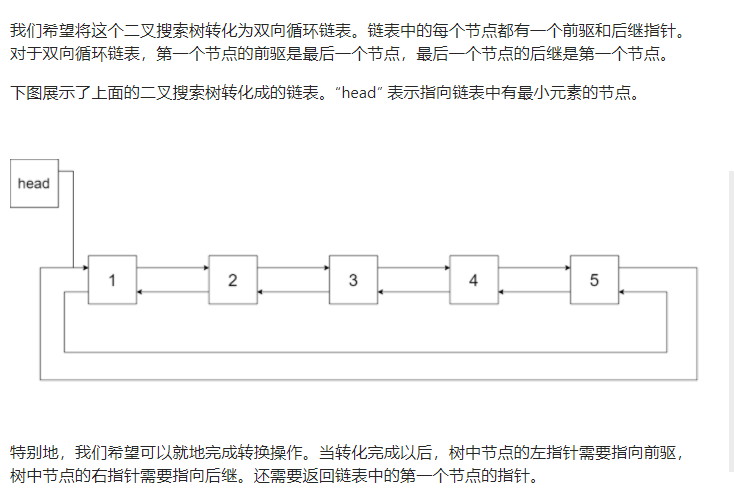 我们希望将这个二叉搜索树转化为双向循环链表。链表中的每个节点都有一个前驱和后继指针。
对于双向循环链表，第一个节点的前驱是最后一个节点，最后一个节点的后继是第一个节点。
下图展示了上面的二叉搜索树转化成的链表。“head” 表示指向链表中有最小元素的节点。
head
1 2 3 4 5
特别地，我们希望可以就地完成转换操作。当转化完成以后，树中节点的左指针需要指向前驱，
树中节点的右指针需要指向后继。还需要返回链表中的第一个节点的指针。